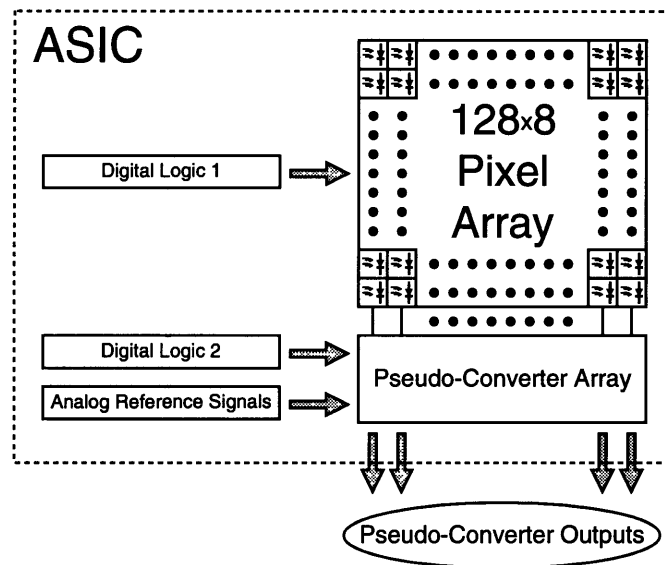 ASIC
128x8
Pixel
Array
Digital Logic 1
Digital Logic 2
Pseudo-Converter Array
Analog Reference Signals
Pseudo-Converter Outputs